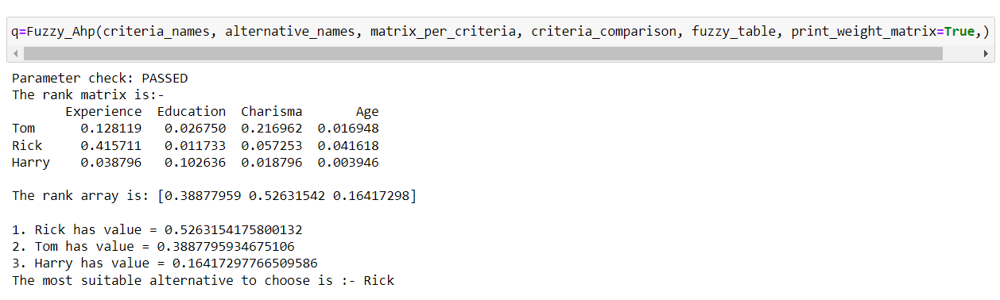 q=Fuzzy_Ahp(criteria_names, alternative_names, matrix_per_criteria, criteria_comparison, fuzzy_table, print_weight_matrix=True,)
Parameter check: PASSED
The rank matrix is:-
       Experience  Education  Charisma       Age
Tom      0.128119   0.026750  0.216962  0.016948
Rick     0.415711   0.011733  0.057253  0.041618
Harry    0.038796   0.102636  0.018796  0.003946
The rank array is: [0.38877959 0.52631542 0.16417298]
1. Rick has value = 0.5263154175800132
2. Tom has value = 0.3887795934675106
3. Harry has value = 0.16417297766509586
The most suitable alternative to choose is :- Rick